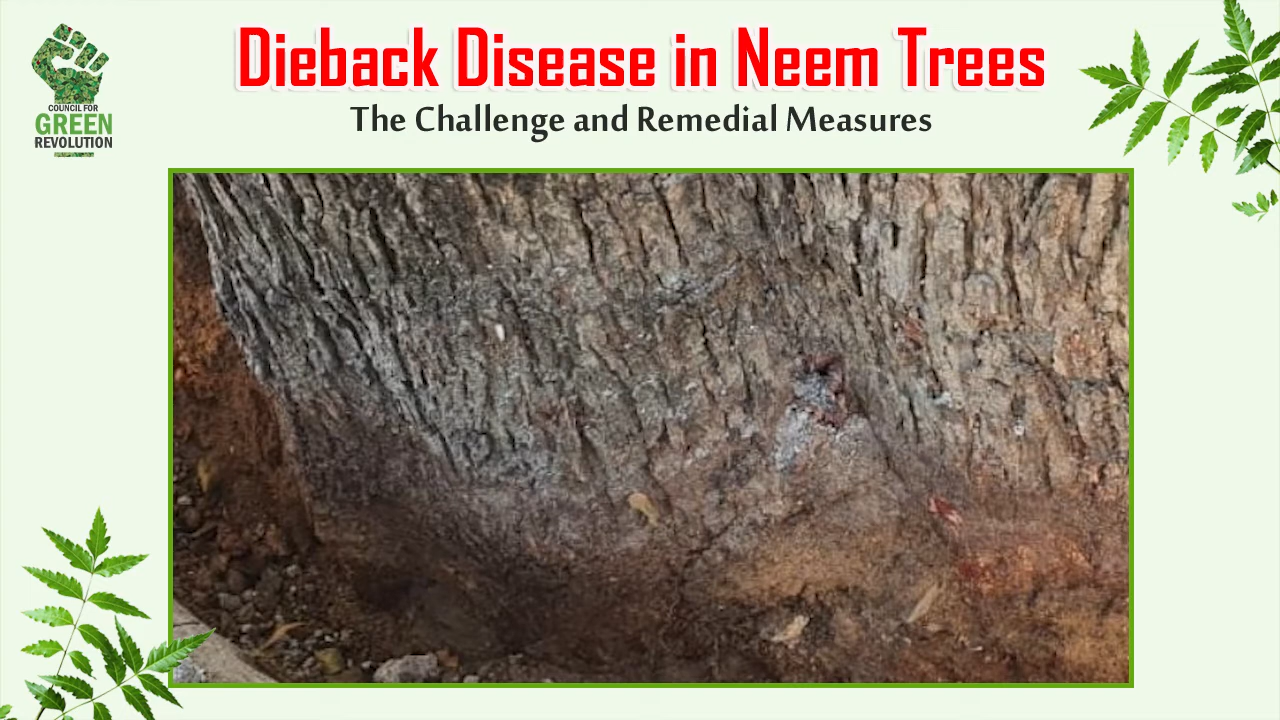 Dieback Disease in Neem Trees
The Challenge and Remedial Measures
COUNCIL FOR
GREEN
REVOLUTION